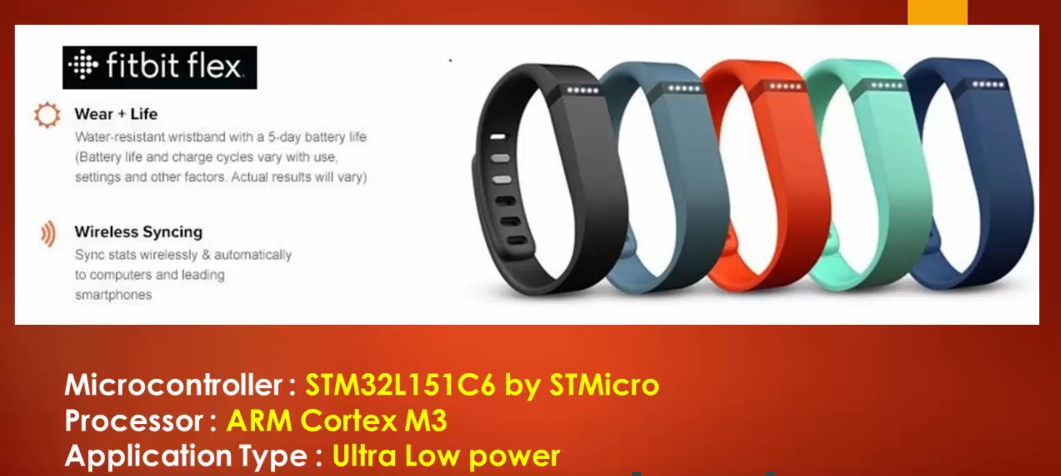 fitbit flex
Wear + Life
Water-resistant wristband with a 5-day battery life
(Battery life and charge cycles vary with use,
settings and other factors. Actual results will vary)
Wireless Syncing
Sync stats wirelessly & automatically
to computers and leading
smartphones
Microcontroller : STM32L151C6 by STMicro
Processor : ARM Cortex M3
Application Type : Ultra Low power